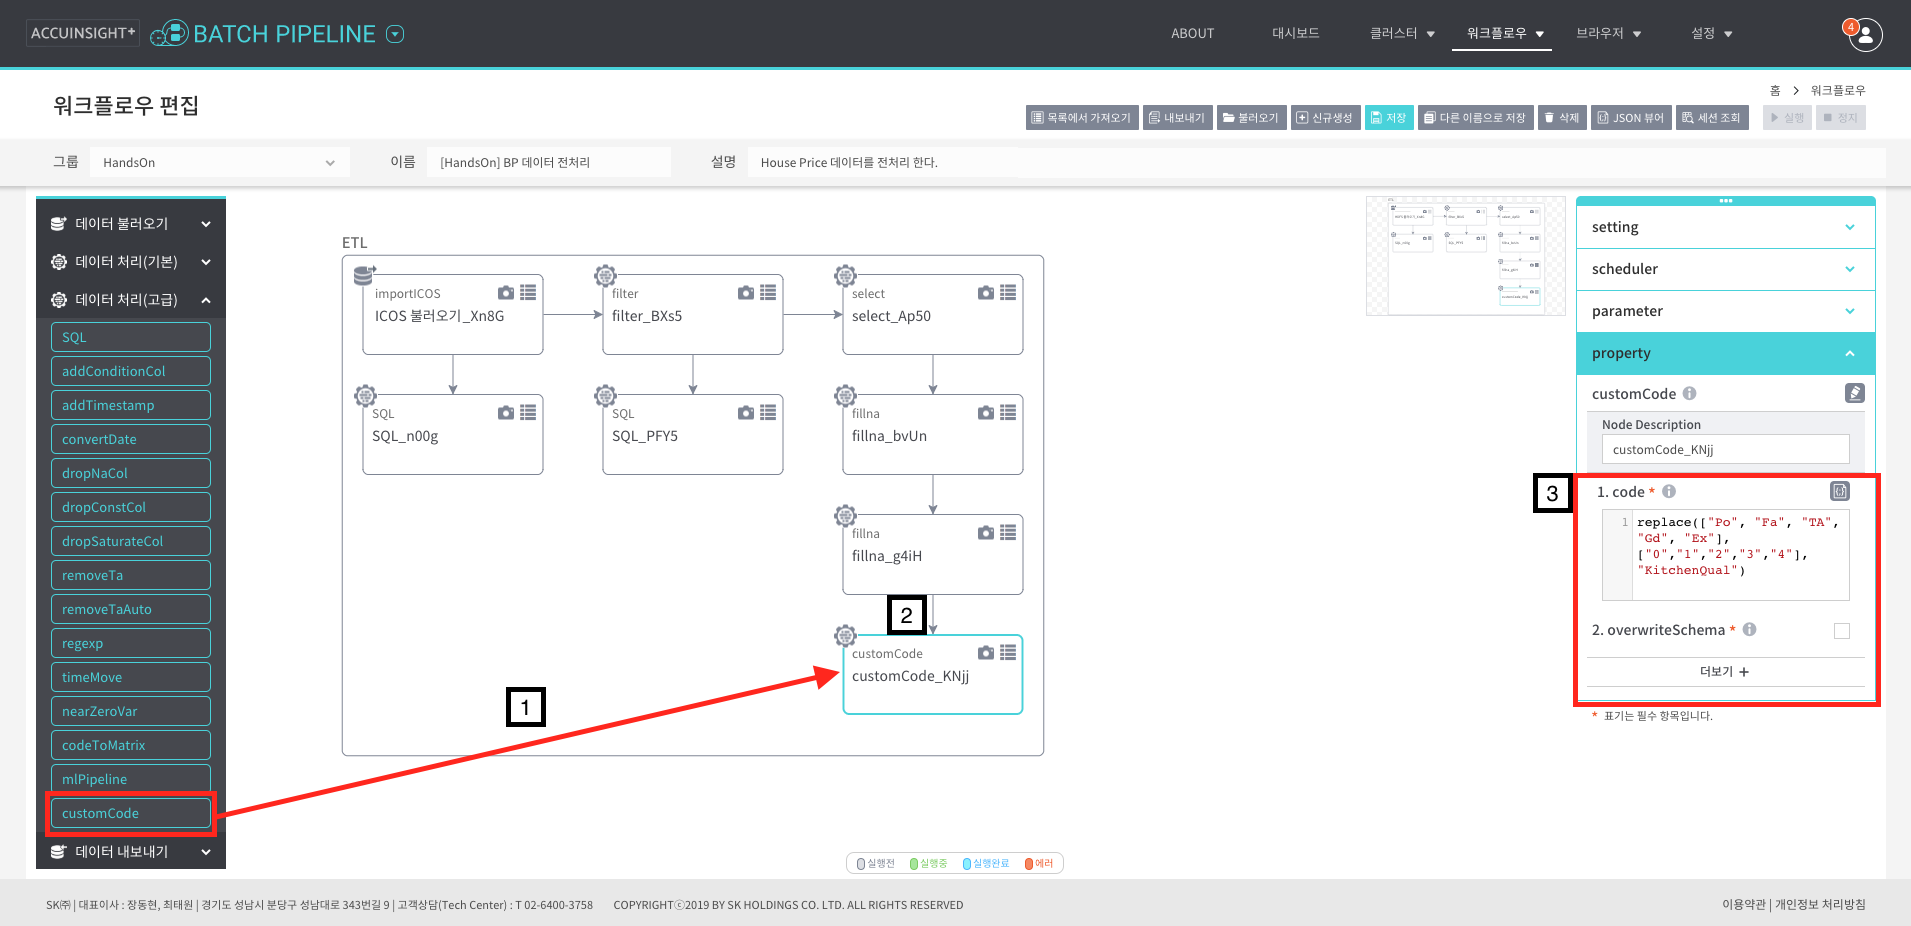 ACCUINSIGHT+ BATCH PIPELINE
ABOUT 대시보드 클러스터 워크플로우 브라우저 설정 4
홈 > 워크플로우
워크플로우 편집
목록에서 가져오기 내보내기 불러오기 신규생성 저장 다른 이름으로 저장 삭제 JSON 뷰어 세션 조회 실행 정지
그룹 HandsOn 이름 [HandsOn] BP 데이터 전처리 설명 House Price 데이터를 전처리 한다.
데이터 불러오기
데이터 처리(기본)
데이터 처리(고급)
SQL
addConditionCol
addTimestamp
convertDate
dropNaCol
dropConstCol
dropSaturateCol
removeTa
removeTaAuto
regexp
timeMove
nearZeroVar
codeToMatrix
mlPipeline
customCode
데이터 내보내기
ETL
importICOS
ICOS 불러오기_Xn8G
filter
filter_BXs5
select
select_Ap50
SQL
SQL_n00g
SQL
SQL_PFY5
fillna
fillna_bvUn
fillna
fillna_g4iH
2
customCode
customCode_KNjj
1
실행전 실행중 실행완료 에러
setting
scheduler
parameter
property
customCode
Node Description
customCode_KNjj
3
1. code *
1 replace(["Po", "Fa", "TA",
"Gd", "Ex"],
["0","1","2","3","4"],
"KitchenQual")
2. overwriteSchema *
더보기 +
* 표기는 필수 항목입니다.
SK㈜ | 대표이사 : 장동현, 최태원 | 경기도 성남시 분당구 성남대로 343번길 9 | 고객상담(Tech Center) : T 02-6400-3758 COPYRIGHTⓒ2019 BY SK HOLDINGS CO. LTD. ALL RIGHTS RESERVED
이용약관 | 개인정보 처리방침